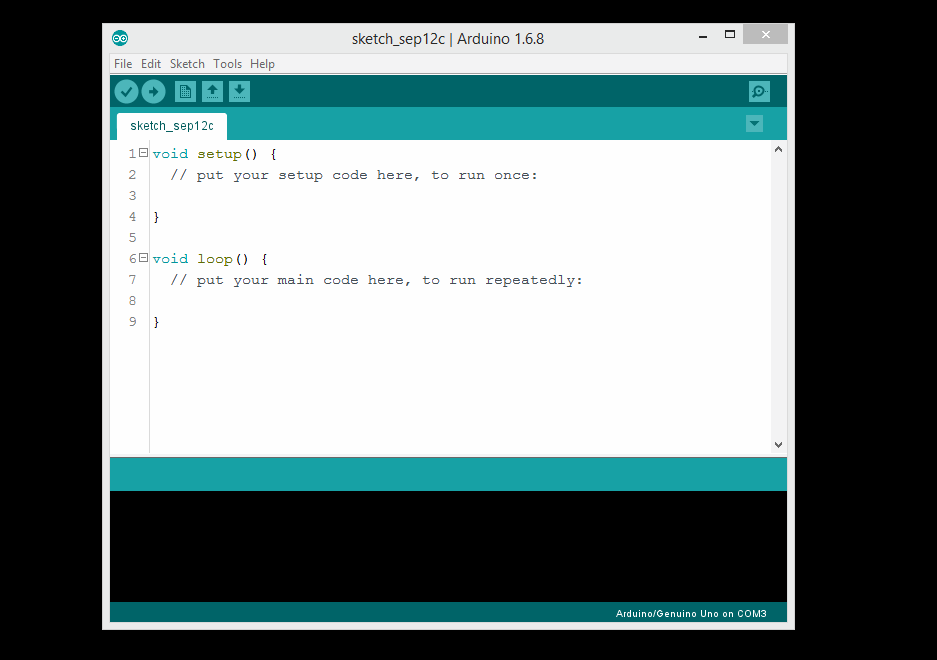 sketch_sep12c | Arduino 1.6.8
File Edit Sketch Tools Help
sketch_sep12c
1 void setup() {
2 // put your setup code here, to run once:
3
4 }
5
6 void loop() {
7 // put your main code here, to run repeatedly:
8
9 }
Arduino/Genuino Uno on COM3